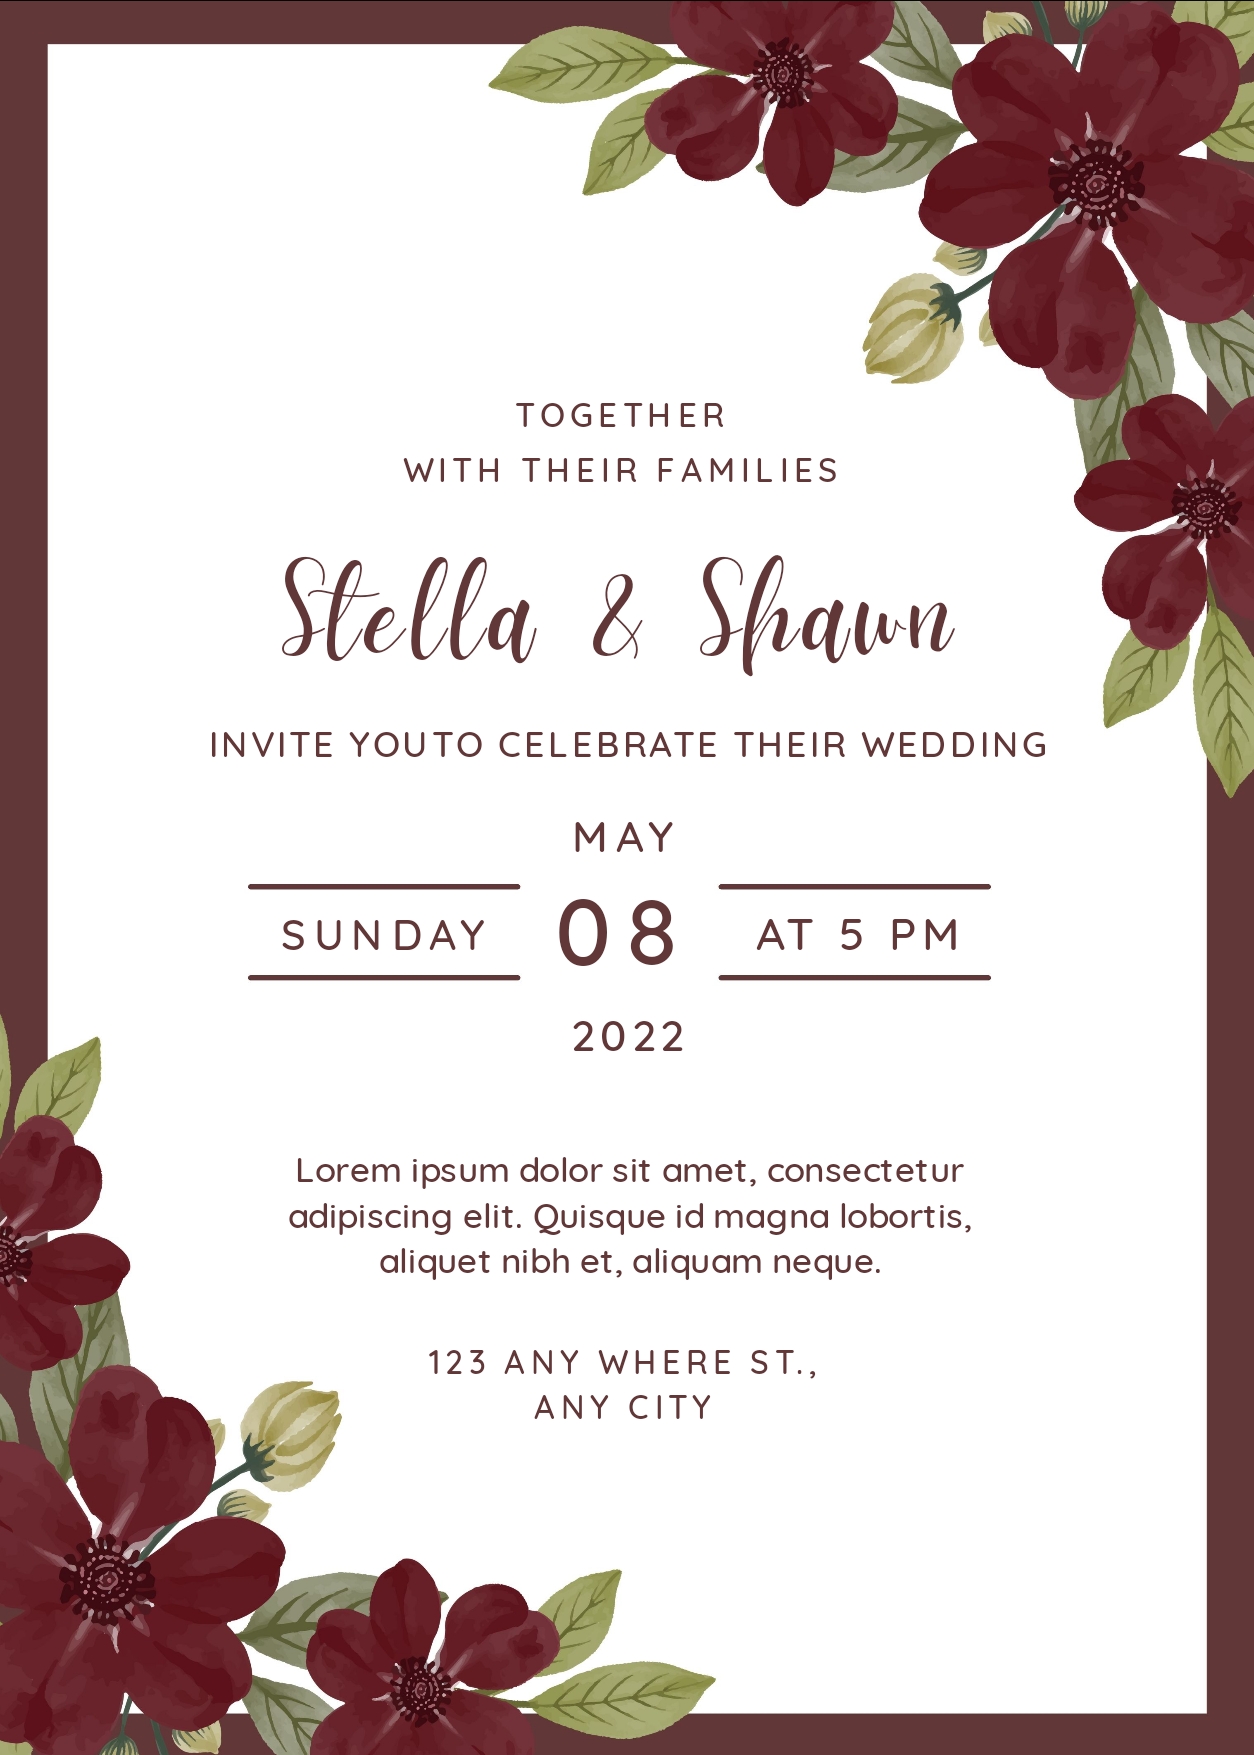 TOGETHER
WITH THEIR FAMILIES
Stella & Shawn
INVITE YOUTO CELEBRATE THEIR WEDDING
MAY
SUNDAY 08 AT 5 PM
2022
Lorem ipsum dolor sit amet, consectetur
adipiscing elit. Quisque id magna lobortis,
aliquet nibh et, aliquam neque.
123 ANY WHERE ST.,
ANY CITY